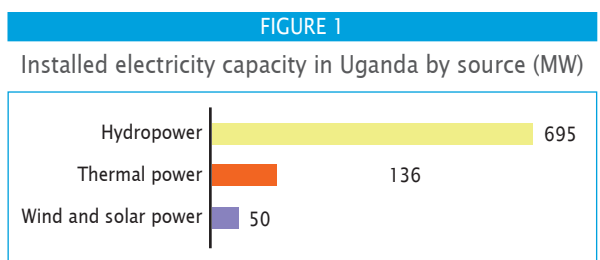 FIGURE 1
Installed electricity capacity in Uganda by source (MW)
Hydropower 695
Thermal power 136
Wind and solar power 50